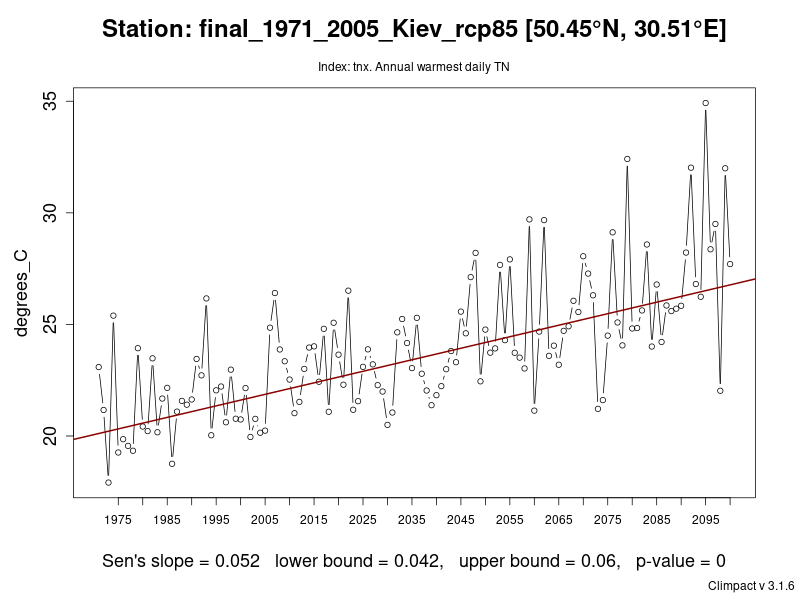 Station: final_1971_2005_Kiev_rcp85 [50.45°N, 30.51°E]
Index: tnx. Annual warmest daily TN
35
30
25
20
degrees_C
1975 1985 1995 2005 2015 2025 2035 2045 2055 2065 2075 2085 2095
Sen's slope = 0.052 lower bound = 0.042, upper bound = 0.06, p-value = 0
Climpact v 3.1.6